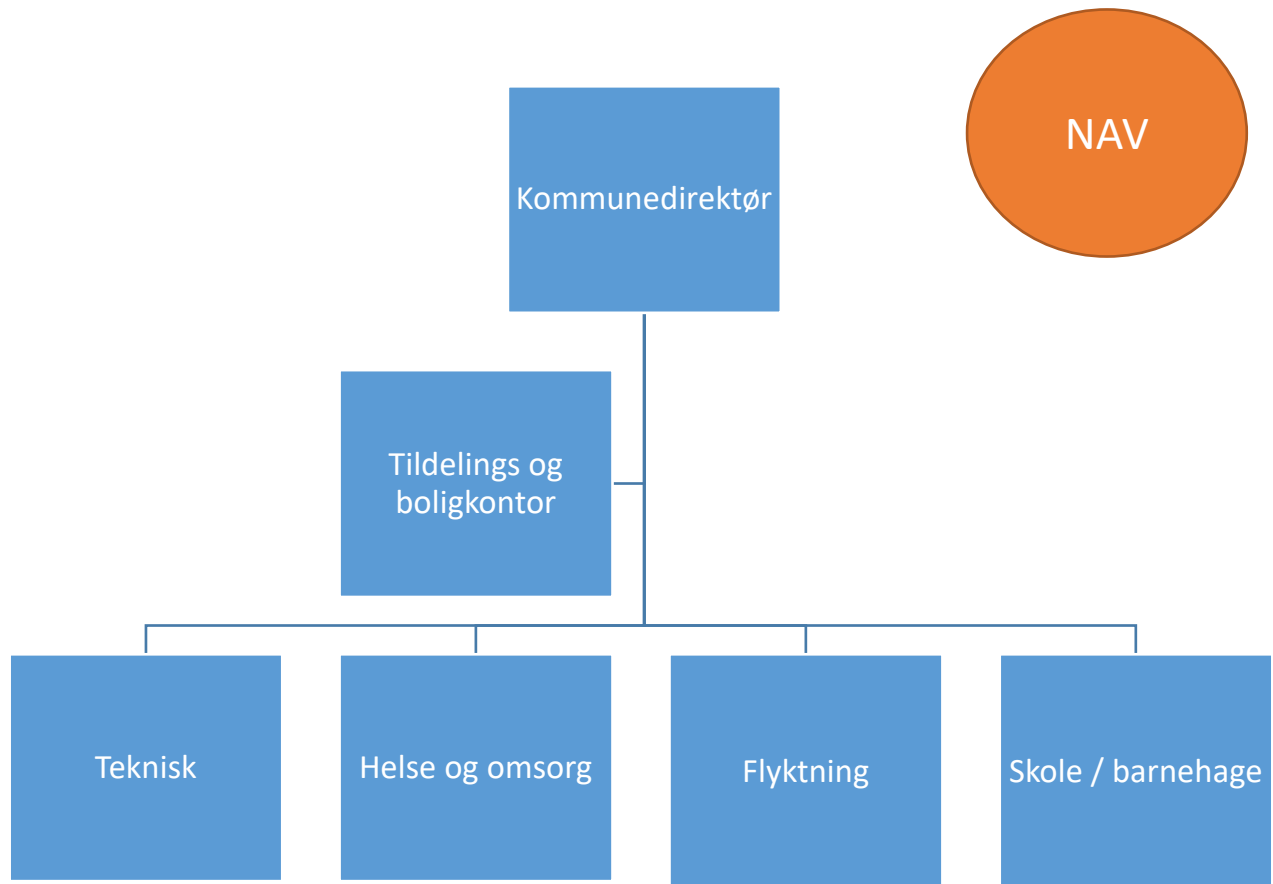 NAV
Kommunedirektør
Tildelings og
boligkontor
Teknisk
Helse og omsorg
Flyktning
Skole / barnehage